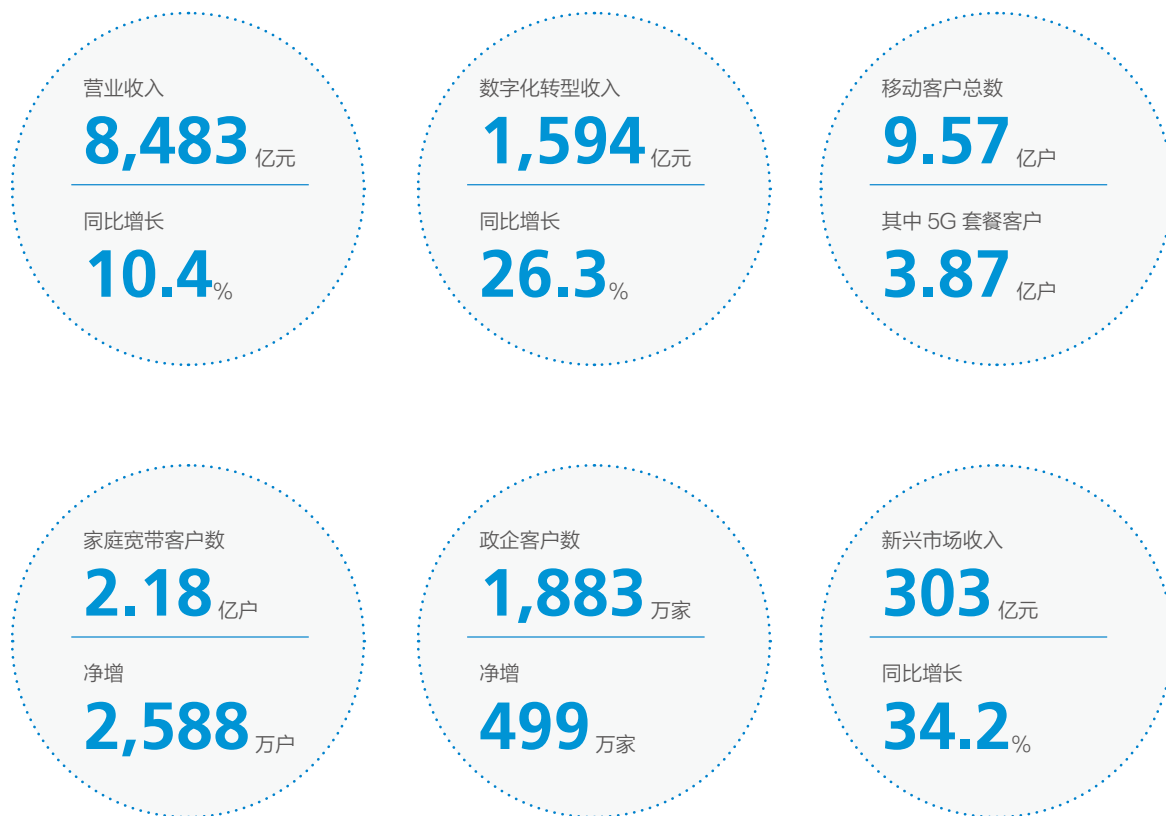 营业收入
8,483 亿元
同比增长
10.4%
数字化转型收入
1,594 亿元
同比增长
26.3%
移动客户总数
9.57 亿户
其中 5G 套餐客户
3.87 亿户
家庭宽带客户数
2.18 亿户
净增
2,588 万户
政企客户数
1,883 万家
净增
499 万家
新兴市场收入
303 亿元
同比增长
34.2%